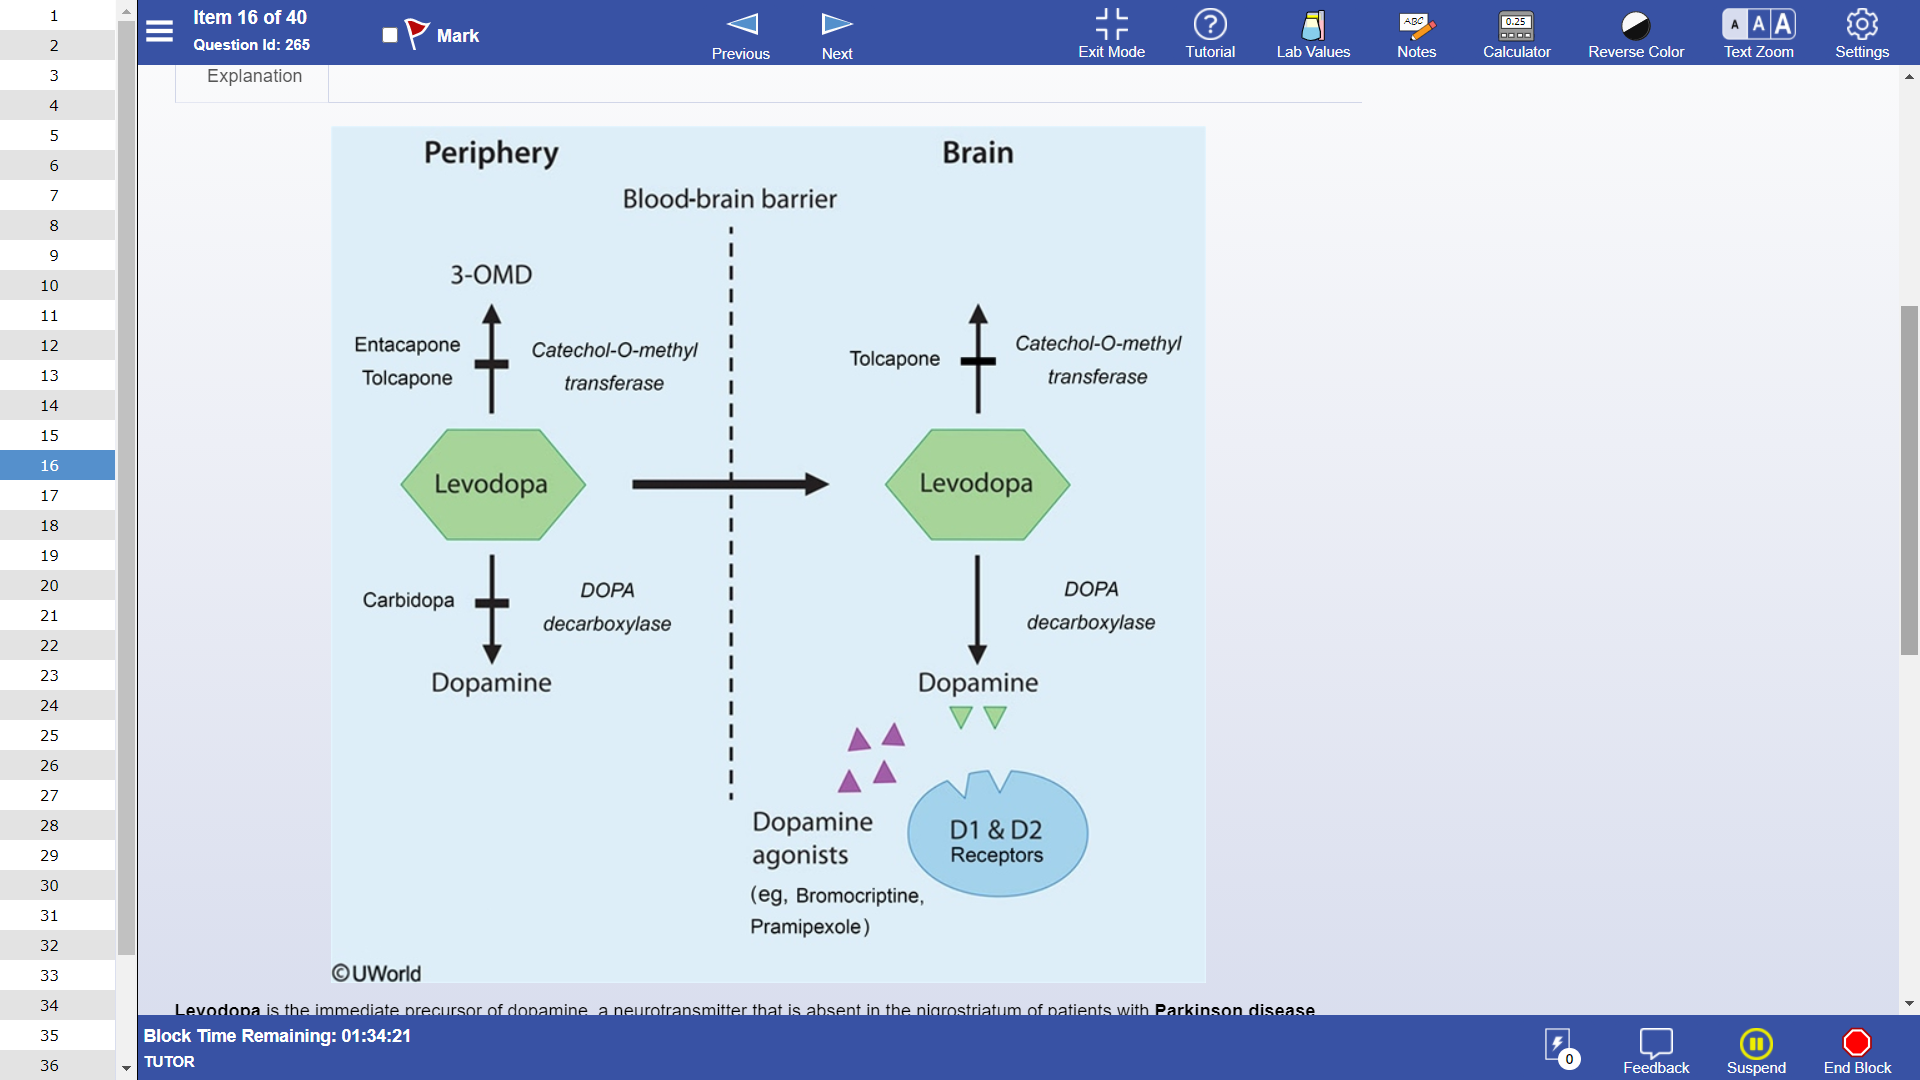 Item 16 of 40
Question Id: 265
Mark
Previous
Next
Exit Mode
Tutorial
Lab Values
ABC
Notes
0.25
Calculator
Reverse Color
A A A
Text Zoom
Settings
1
2
3
4
5
6
7
8
9
10
11
12
13
14
15
16
17
18
19
20
21
22
23
24
25
26
27
28
29
30
31
32
33
34
35
36
Explanation
Periphery
Brain
Blood-brain barrier
3-OMD
Entacapone
Tolcapone
Catechol-O-methyl
transferase
Tolcapone
Catechol-O-methyl
transferase
Levodopa
Levodopa
Carbidopa
DOPA
decarboxylase
DOPA
decarboxylase
Dopamine
Dopamine
Dopamine
agonists
(eg, Bromocriptine,
Pramipexole)
D1 & D2
Receptors
©UWorld
Levodopa is the immediate precursor of dopamine, a neurotransmitter that is absent in the nigrostriatum of patients with Parkinson disease
Block Time Remaining: 01:34:21
TUTOR
0
Feedback
Suspend
End Block